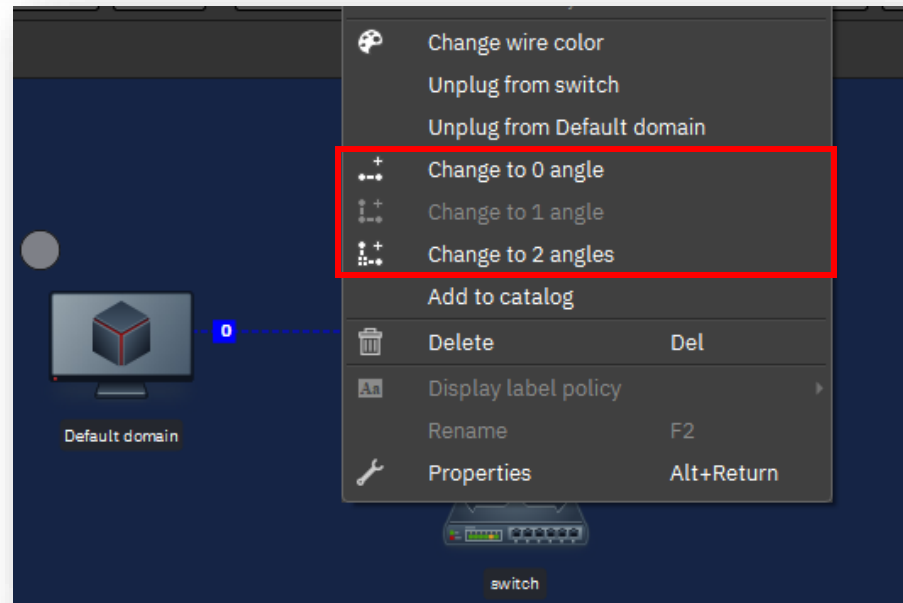 Change wire color
Unplug from switch
Unplug from Default domain
Change to 0 angle
Change to 1 angle
Change to 2 angles
Add to catalog
Delete Del
Aa Display label policy
Rename F2
Properties Alt+Return
0
Default domain
switch